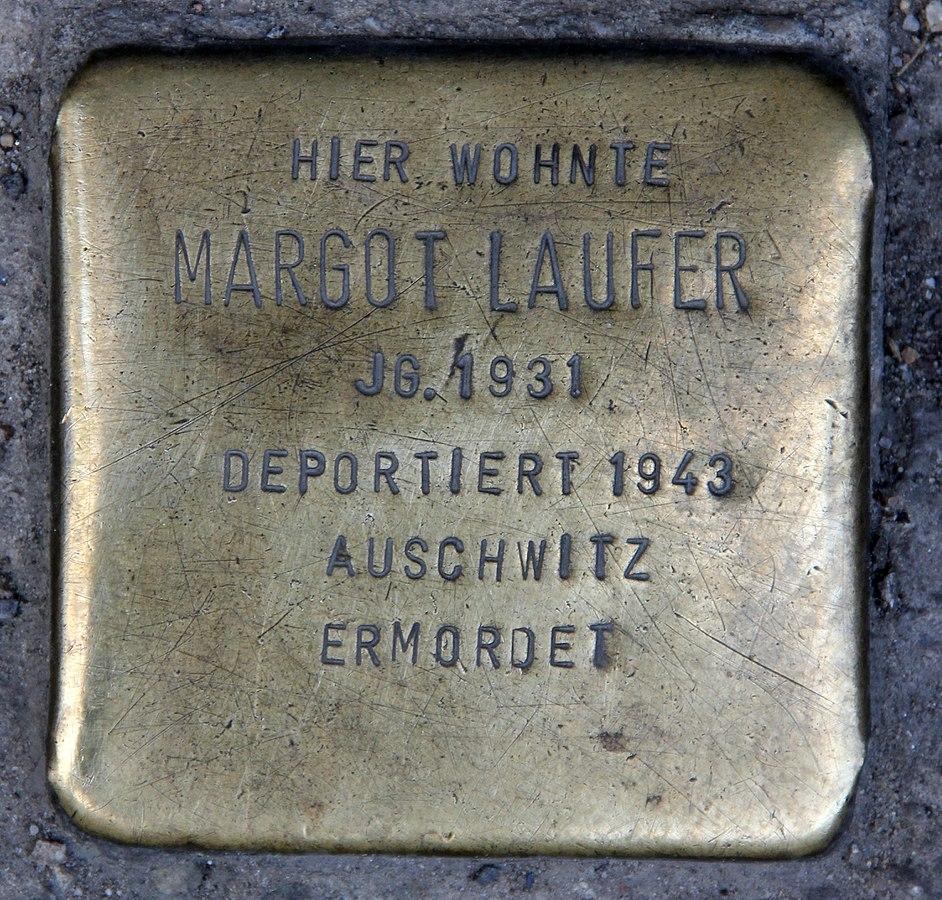 HIER WOHNTE
MARGOT LAUFER
JG. 1931
DEPORTIERT 1943
AUSCHWITZ
ERMORDET